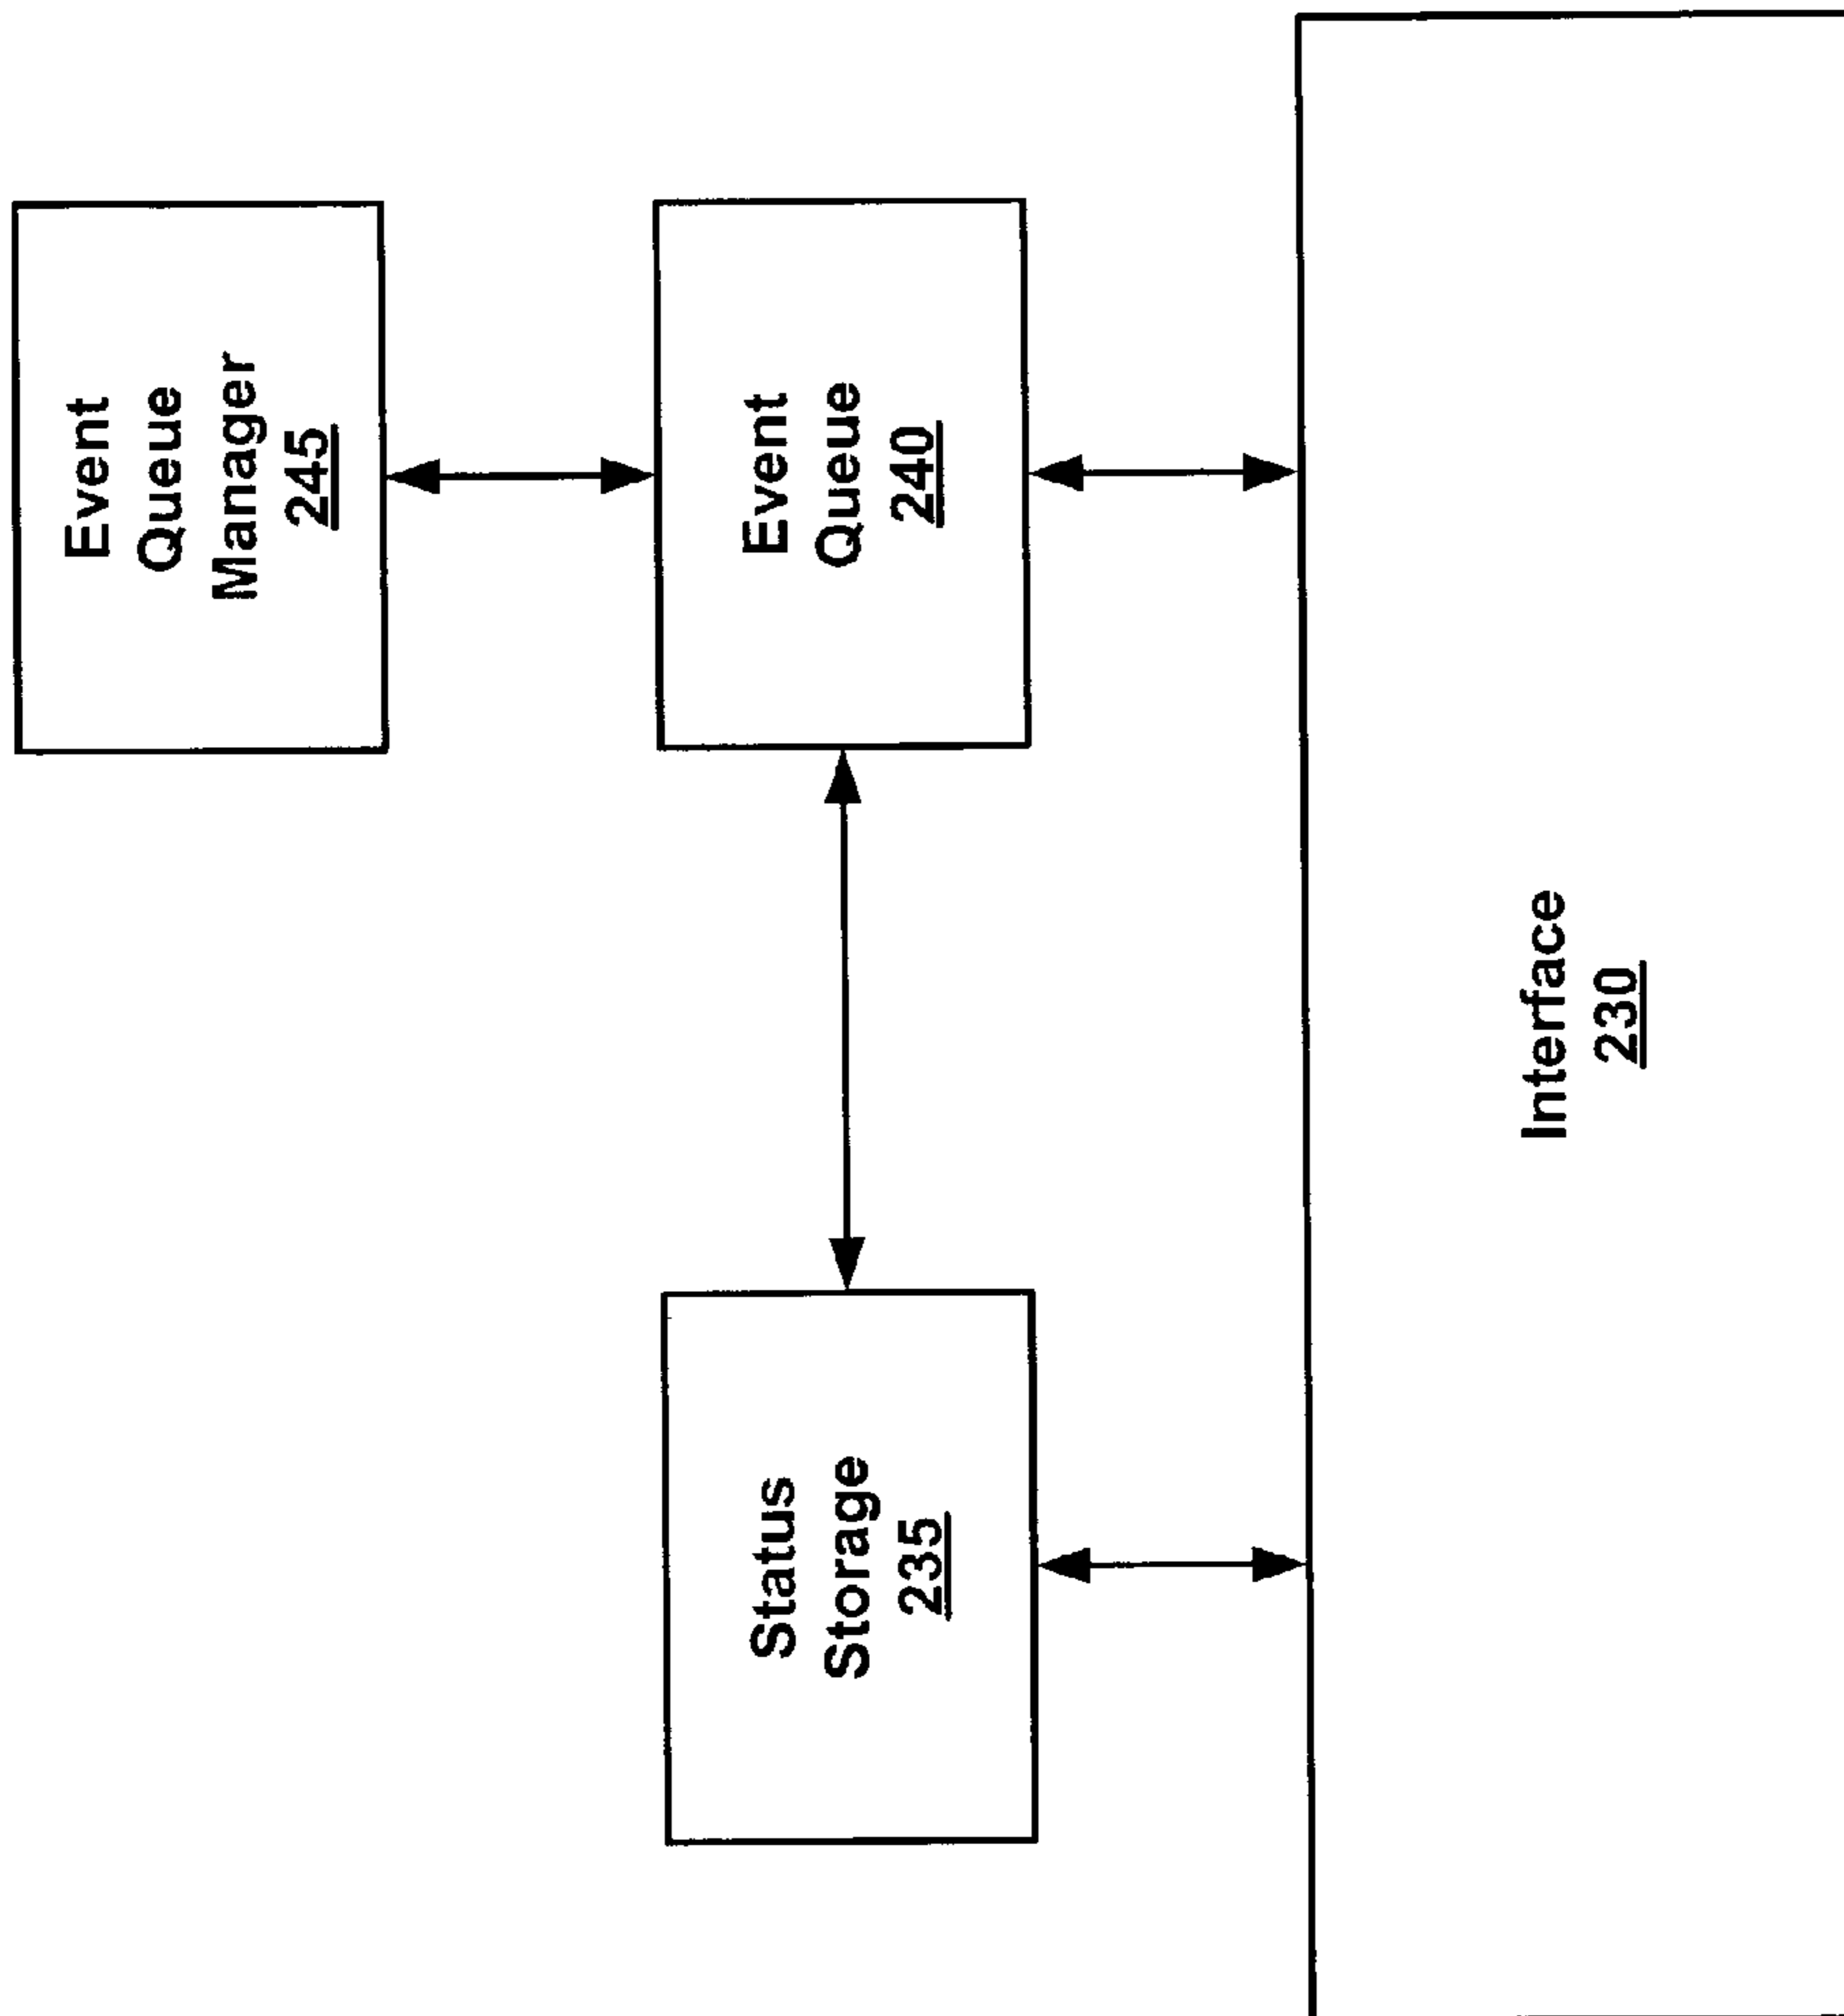 Event
Queue
Manager
245
Event
Queue
240
Status
Storage
235
Interface
230